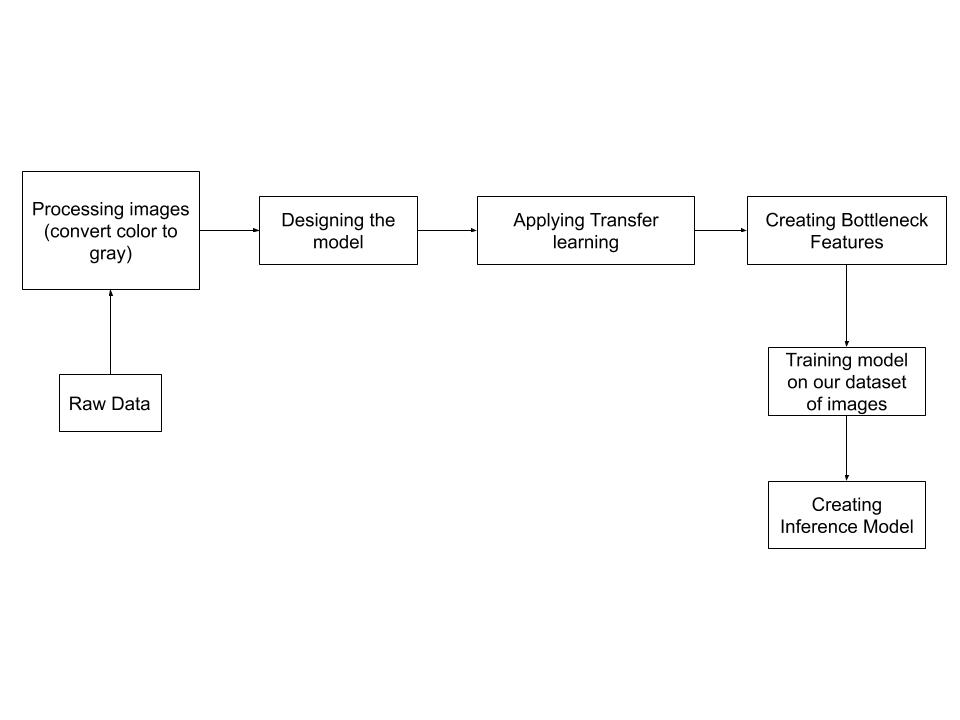 Processing images
(convert color to
gray)
Designing the
model
Applying Transfer
learning
Creating Bottleneck
Features
Raw Data
Training model
on our dataset
of images
Creating
Inference Model